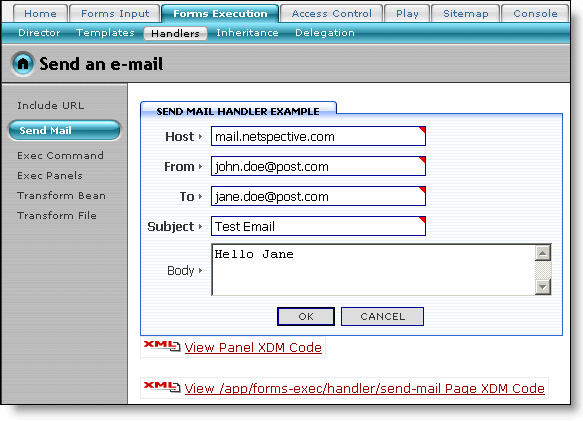 Home Forms Input Forms Execution Access Control Play Sitemap Console
Director Templates Handlers Inheritance Delegation
Send an e-mail
Include URL
Send Mail
Exec Command
Exec Panels
Transform Bean
Transform File
SEND MAIL HANDLER EXAMPLE
Host mail.netspective.com
From john.doe@post.com
To jane.doe@post.com
Subject Test Email
Body Hello Jane
OK CANCEL
XML View Panel XDM Code
XML View /app/forms-exec/handler/send-mail Page XDM Code